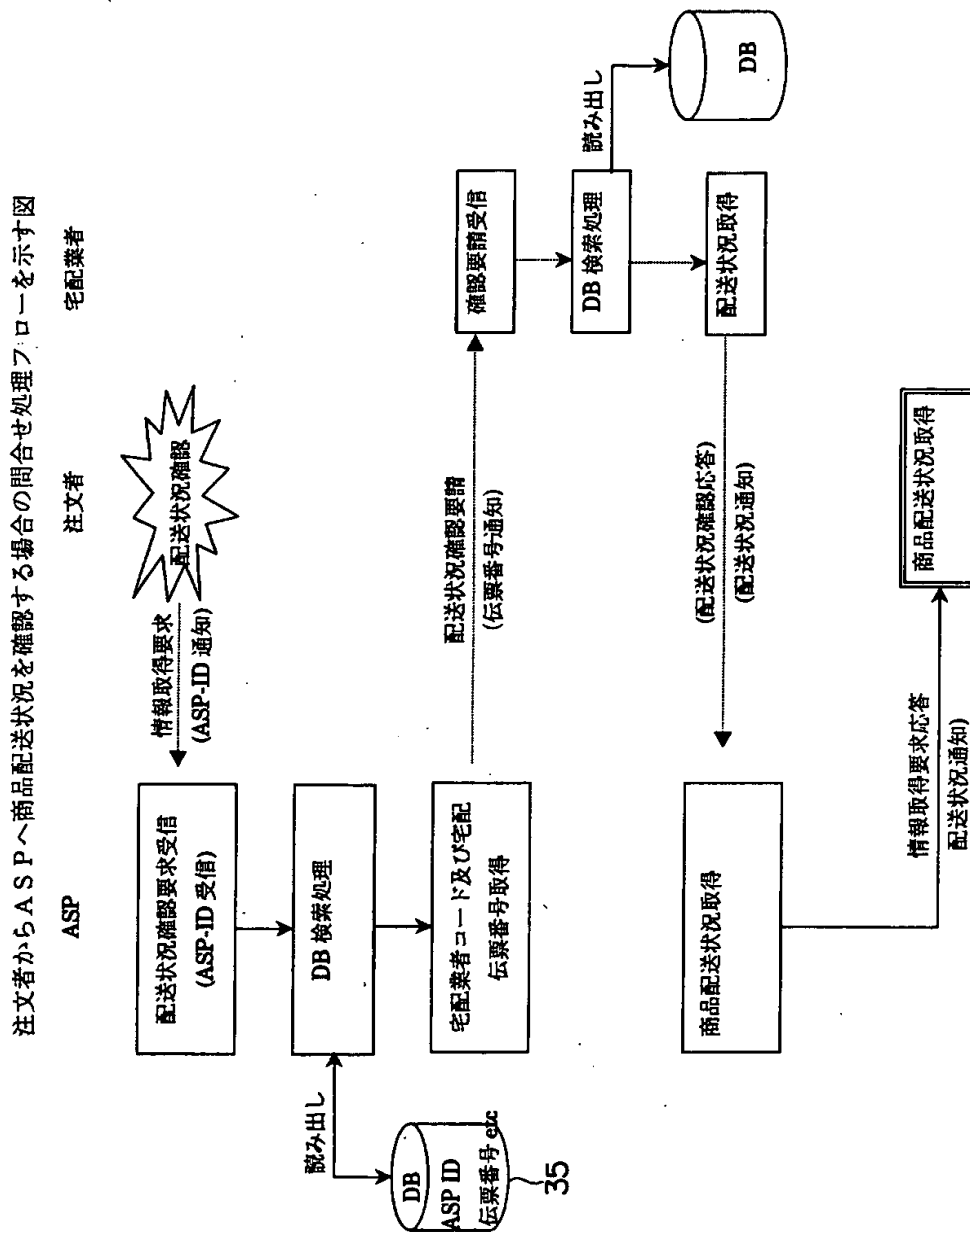 注文者からASPへ商品配送状況を確認する場合の問合せ処理フローを示す図
ASP
注文者
宅配業者
配送状況確認
情報取得要求
(ASP-ID 通知)
配送状況確認要求受信
(ASP-ID 受信)
DB 検索処理
読み出し
DB
ASP ID
伝票番号 etc
35
宅配業者コード及び宅配
伝票番号取得
配送状況確認要請
(伝票番号通知)
確認要請受信
DB 検索処理
読み出し
DB
配送状況取得
(配送状況確認応答)
(配送状況通知)
商品配送状況取得
情報取得要求応答
配送状況通知)
商品配送状況取得